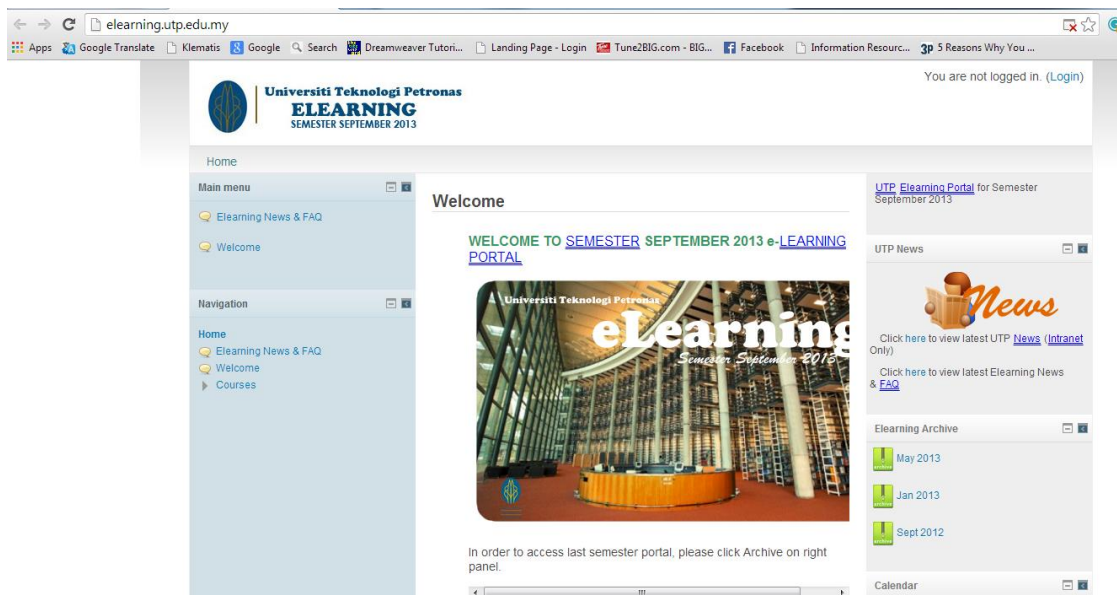 elearning.utp.edu.my
Apps Google Translate Klematis Google Search Dreamweaver Tutori... Landing Page - Login Tune2BIG.com - BIG... Facebook Information Resourc... 3p 5 Reasons Why You ...
You are not logged in. (Login)
Universiti Teknologi Petronas
ELEARNING
SEMESTER SEPTEMBER 2013
Home
Main menu
Elearning News & FAQ
Welcome
Navigation
Home
Elearning News & FAQ
Welcome
Courses
Welcome
WELCOME TO SEMESTER SEPTEMBER 2013 e-LEARNING
PORTAL
Universiti Teknologi Petronas
eLearning
Semester September 2013
In order to access last semester portal, please click Archive on right
panel.
UTP Elearning Portal for Semester
September 2013
UTP News
News
Click here to view latest UTP News (Intranet
Only)
Click here to view latest Elearning News
& FAQ
Elearning Archive
archive
May 2013
archive
Jan 2013
archive
Sept 2012
Calendar